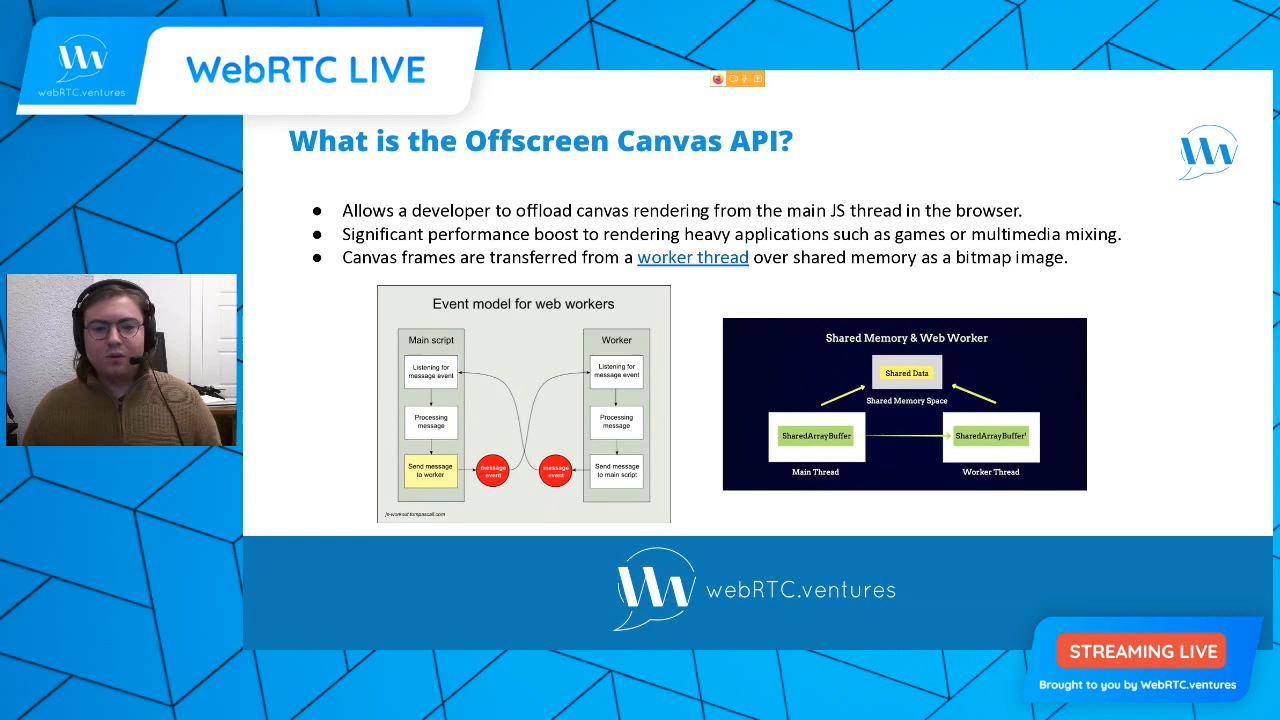 WebRTC LIVE
webRTC.ventures
What is the Offscreen Canvas API?
● Allows a developer to offload canvas rendering from the main JS thread in the browser.
● Significant performance boost to rendering heavy applications such as games or multimedia mixing.
● Canvas frames are transferred from a worker thread over shared memory as a bitmap image.
Event model for web workers
Main script
Listening for
message event
Processing
message
Send message
to worker
message
event
message
event
Worker
Listening for
message event
Processing
message
Send message
to main script
Shared Memory & Web Worker
Shared Data
Shared Memory Space
SharedArrayBuffer
SharedArrayBuffer'
Main Thread
Worker Thread
webRTC.ventures
STREAMING LIVE
Brought to you by WebRTC.ventures